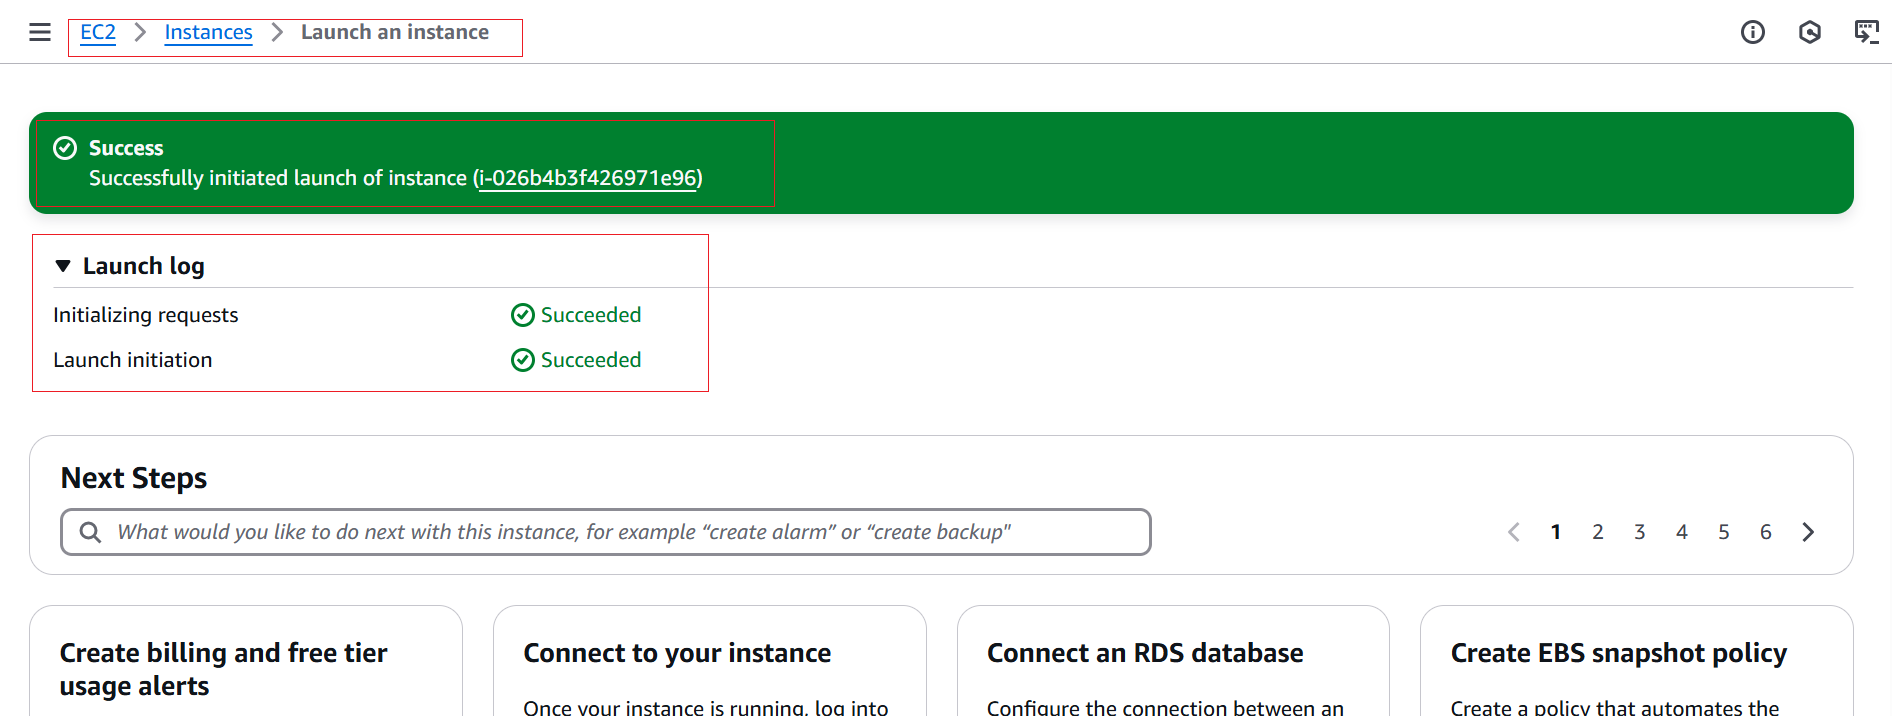 EC2 Instances Launch an instance
Success
Successfully initiated launch of instance (i-026b4b3f426971e96)
Launch log
Initializing requests Succeeded
Launch initiation Succeeded
Next Steps
What would you like to do next with this instance, for example “create alarm” or “create backup"
1 2 3 4 5 6
Create billing and free tier
usage alerts
Connect to your instance
Once your instance is running, log into
Connect an RDS database
Configure the connection between an
Create EBS snapshot policy
Create a policy that automates the